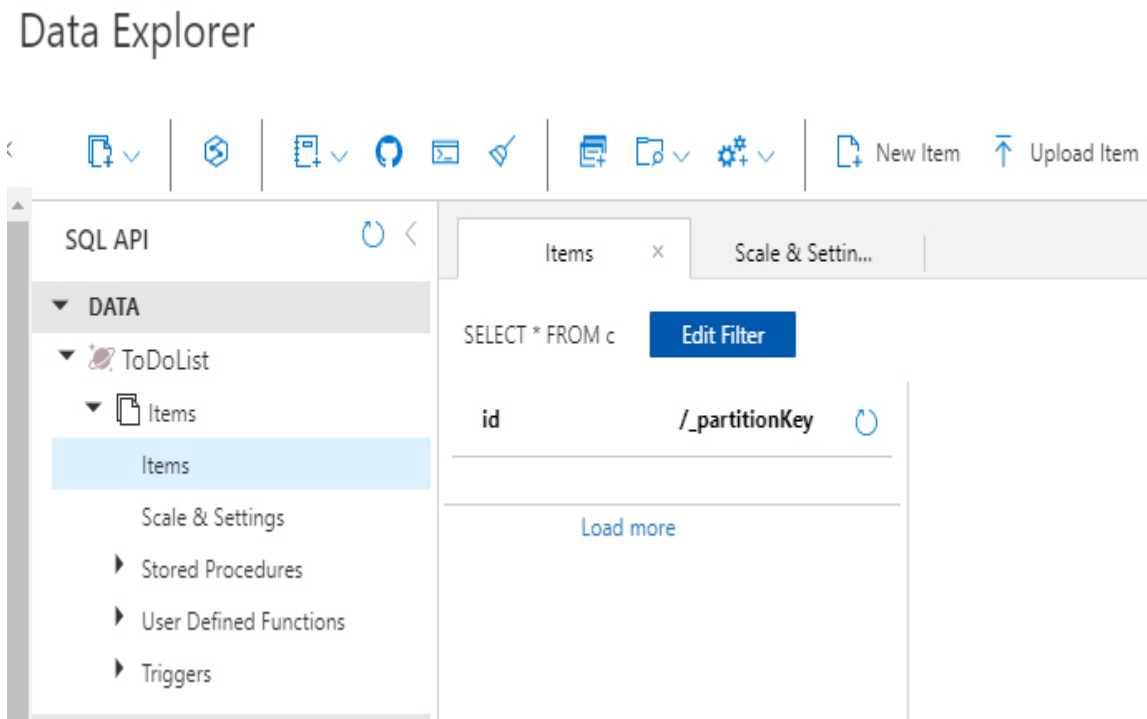 Data Explorer
New Item
Upload Item
SQL API
DATA
ToDoList
Items
Items
Scale & Settings
Stored Procedures
User Defined Functions
Triggers
Items
Scale & Settin...
SELECT * FROM c
Edit Filter
id /_partitionKey
Load more